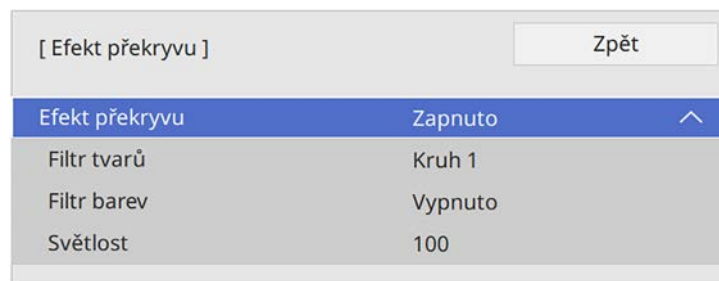 [ Efekt překryvu ] Zpět
Efekt překryvu Zapnuto
Filtr tvarů Kruh 1
Filtr barev Vypnuto
Světlost 100